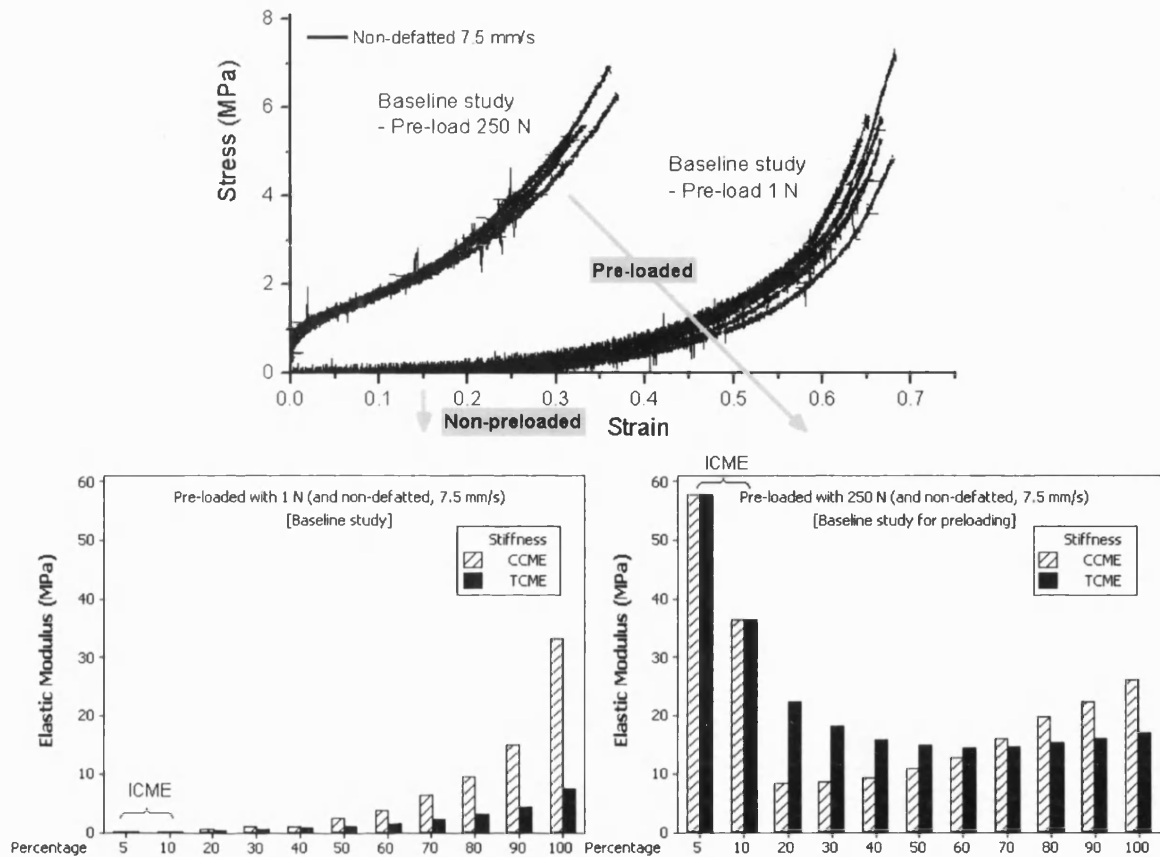 8
6
4
2
0
Stress (MPa)
Non-defatted 7.5 mm/s
Baseline study
- Pre-load 250 N
Baseline study
- Pre-load 1 N
Pre-loaded
0.0 0.1 0.2 0.3 0.4 0.5 0.6 0.7
Non-preloaded
Strain
60
50
40
30
20
10
0
Elastic Modulus (MPa)
Pre-loaded with 1 N (and non-defatted, 7.5 mm/s)
[Baseline study]
Stiffness
CCME
TCME
ICME
Percentage 5 10 20 30 40 50 60 70 80 90 100
ICME
60
50
40
30
20
10
0
Elastic Modulus (MPa)
Pre-loaded with 250 N (and non-defatted, 7.5 mm/s)
[Baseline study for preloading]
Stiffness
CCME
TCME
Percentage 5 10 20 30 40 50 60 70 80 90 100